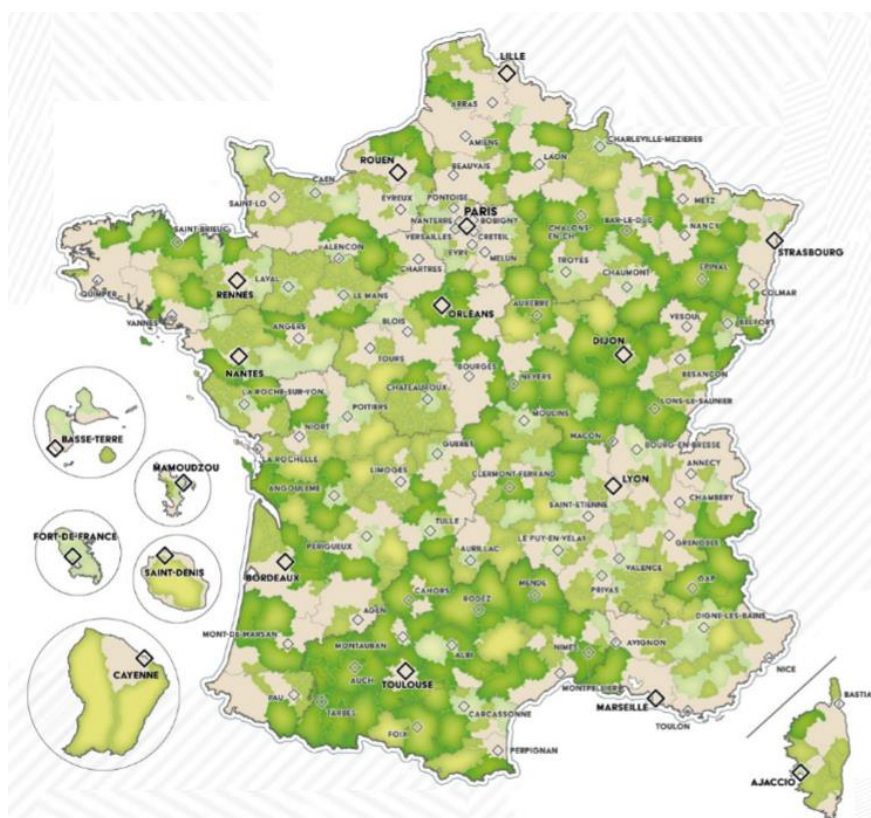 LILLE
ARRAS
AMIENS
CHARLEVILLE-MEZIERES
ROUEN
BEAUVAIS
LAON
CAEN
SAINT-LO
EVREUX
PONTOISE
METZ
PARIS
NANTERRE
BOBIGNY
CHALONS-
EN-CH
BAR-LE-DUC
NANCY
SAINT-BRIEUC
VERSAILLES
CRETEIL
STRASBOURG
ALENCON
EVRY
MELUN
CHARTRES
TROYES
EPINAL
QUIMPER
RENNES
LAVAL
LE MANS
CHAUMONT
COLMAR
ORLEANS
AUXERRE
VANNES
ANGERS
BLOIS
VESOUL
BELFORT
NANTES
TOURS
DIJON
BESANCON
BOURGES
NEVERS
CHATEAUROUX
LA ROCHE-SUR-YON
POITIERS
LONS-LE-SAUNIER
MOULINS
NIORT
MACON
BOURG-EN-BRESSE
BASSE-TERRE
LA ROCHELLE
GUERET
ANNECY
MAMOUDZOU
LIMOGES
CLERMONT-FERRAND
LYON
ANGOULEME
CHAMBERY
SAINT-ETIENNE
FORT-DE-FRANCE
TULLE
LE PUY-EN-VELAY
GRENOBLE
PERIGUEUX
SAINT-DENIS
AURILLAC
BORDEAUX
VALENCE
PRIVAS
GAP
CAHORS
MENDE
RODEZ
AGEN
DIGNE-LES-BAINS
MONT-DE-MARSAN
MONTAUBAN
ALBI
NIMES
AVIGNON
NICE
CAYENNE
AUCH
TOULOUSE
MONTPELLIER
MARSEILLE
PAU
TARBES
CARCASSONNE
TOULON
BASTIA
FOIX
PERPIGNAN
AJACCIO